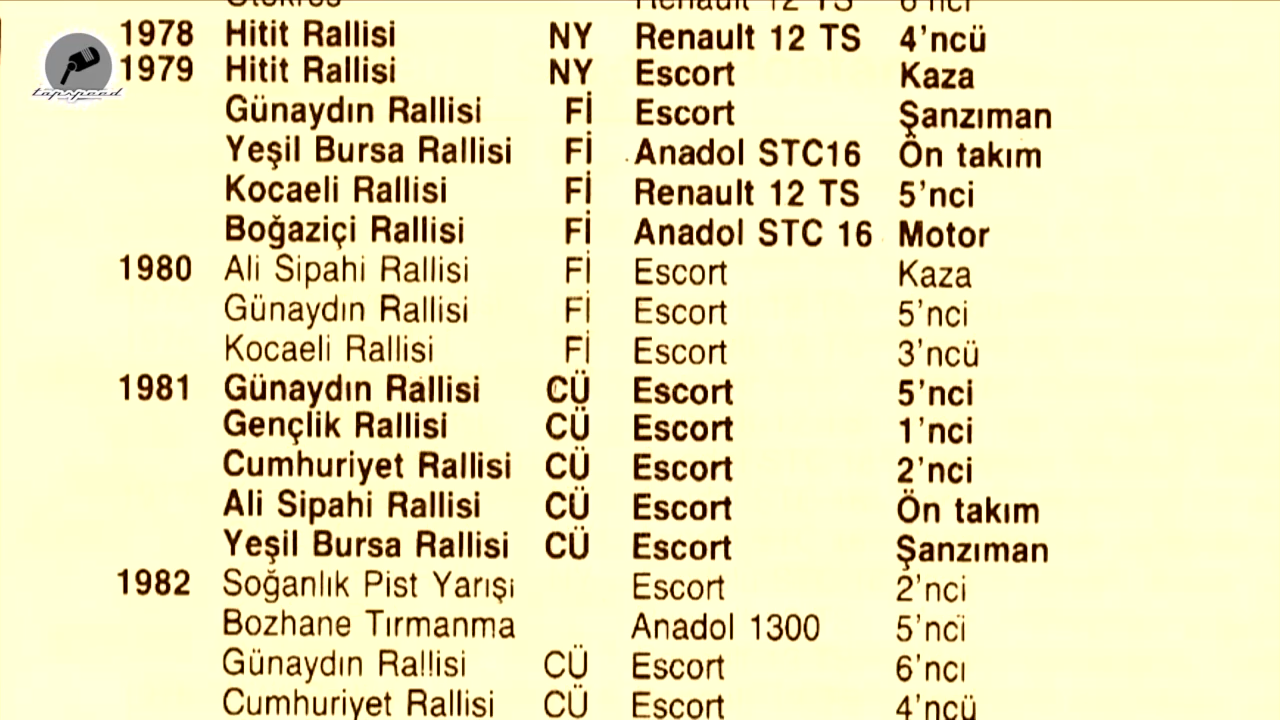 Renault 12 TS 6'ncı
1978 Hitit Rallisi NY Renault 12 TS 4'ncü
1979 Hitit Rallisi NY Escort Kaza
topspeed
Günaydın Rallisi Fİ Escort Şanzıman
Yeşil Bursa Rallisi Fİ Anadol STC16 Ön takım
Kocaeli Rallisi Fİ Renault 12 TS 5'nci
Boğaziçi Rallisi Fİ Anadol STC 16 Motor
1980 Ali Sipahi Rallisi Fİ Escort Kaza
Günaydın Rallisi Fİ Escort 5'nci
Kocaeli Rallisi Fİ Escort 3'ncü
1981 Günaydın Rallisi CÜ Escort 5'nci
Gençlik Rallisi CÜ Escort 1'nci
Cumhuriyet Rallisi CÜ Escort 2'nci
Ali Sipahi Rallisi CÜ Escort Ön takım
Yeşil Bursa Rallisi CÜ Escort Şanzıman
1982 Soğanlık Pist Yarışı Escort 2'nci
Bozhane Tırmanma Anadol 1300 5'nci
Günaydın Rallisi CÜ Escort 6'ncı
Cumhuriyet Rallisi CÜ Escort 4'ncü